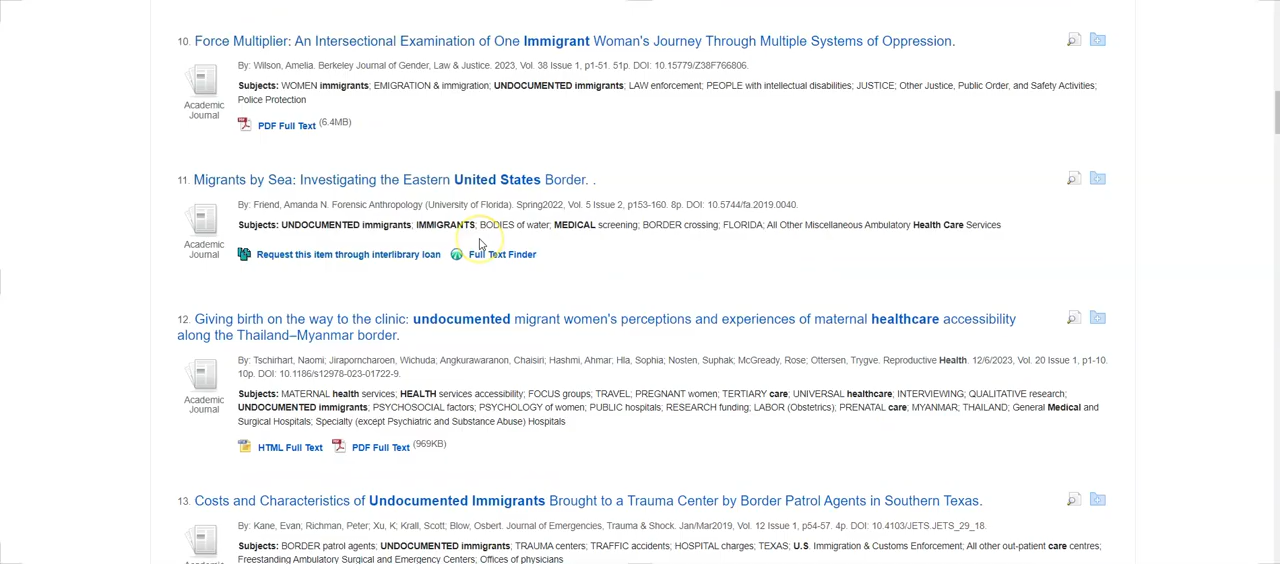 10. Force Multiplier: An Intersectional Examination of One Immigrant Woman's Journey Through Multiple Systems of Oppression.
By: Wilson, Amelia. Berkeley Journal of Gender, Law & Justice. 2023, Vol. 38 Issue 1, p1-51. 51p. DOI: 10.15779/Z38F766806.
Subjects: WOMEN immigrants; EMIGRATION & immigration; UNDOCUMENTED immigrants; LAW enforcement; PEOPLE with intellectual disabilities; JUSTICE; Other Justice, Public Order, and Safety Activities;
Police Protection
Academic
Journal
PDF Full Text (6.4MB)
11. Migrants by Sea: Investigating the Eastern United States Border. .
By: Friend, Amanda N. Forensic Anthropology (University of Florida). Spring2022, Vol. 5 Issue 2, p153-160. 8p. DOI: 10.5744/fa.2019.0040.
Subjects: UNDOCUMENTED immigrants; IMMIGRANTS; BODIES of water; MEDICAL screening; BORDER crossing; FLORIDA; All Other Miscellaneous Ambulatory Health Care Services
Academic
Journal
Request this item through interlibrary loan Full Text Finder
12. Giving birth on the way to the clinic: undocumented migrant women's perceptions and experiences of maternal healthcare accessibility
along the Thailand–Myanmar border.
By: Tschirhart, Naomi; Jiraporncharoen, Wichuda; Angkurawaranon, Chaisiri; Hashmi, Ahmar; Hla, Sophia; Nosten, Suphak; McGready, Rose; Ottersen, Trygve. Reproductive Health. 12/6/2023, Vol. 20 Issue 1, p1-10.
10p. DOI: 10.1186/s12978-023-01722-9.
Subjects: MATERNAL health services; HEALTH services accessibility; FOCUS groups; TRAVEL; PREGNANT women; TERTIARY care; UNIVERSAL healthcare; INTERVIEWING; QUALITATIVE research;
UNDOCUMENTED immigrants; PSYCHOSOCIAL factors; PSYCHOLOGY of women; PUBLIC hospitals; RESEARCH funding; LABOR (Obstetrics); PRENATAL care; MYANMAR; THAILAND; General Medical and
Surgical Hospitals; Specialty (except Psychiatric and Substance Abuse) Hospitals
Academic
Journal
HTML Full Text PDF Full Text (969KB)
13. Costs and Characteristics of Undocumented Immigrants Brought to a Trauma Center by Border Patrol Agents in Southern Texas.
By: Kane, Evan; Richman, Peter; Xu, K; Krall, Scott; Blow, Osbert. Journal of Emergencies, Trauma & Shock. Jan/Mar2019, Vol. 12 Issue 1, p54-57. 4p. DOI: 10.4103/JETS.JETS_29_18.
Subjects: BORDER patrol agents; UNDOCUMENTED immigrants; TRAUMA centers; TRAFFIC accidents; HOSPITAL charges; TEXAS; U.S. Immigration & Customs Enforcement; All other out-patient care centres;
Freestanding Ambulatory Surgical and Emergency Centers; Offices of physicians
Academic